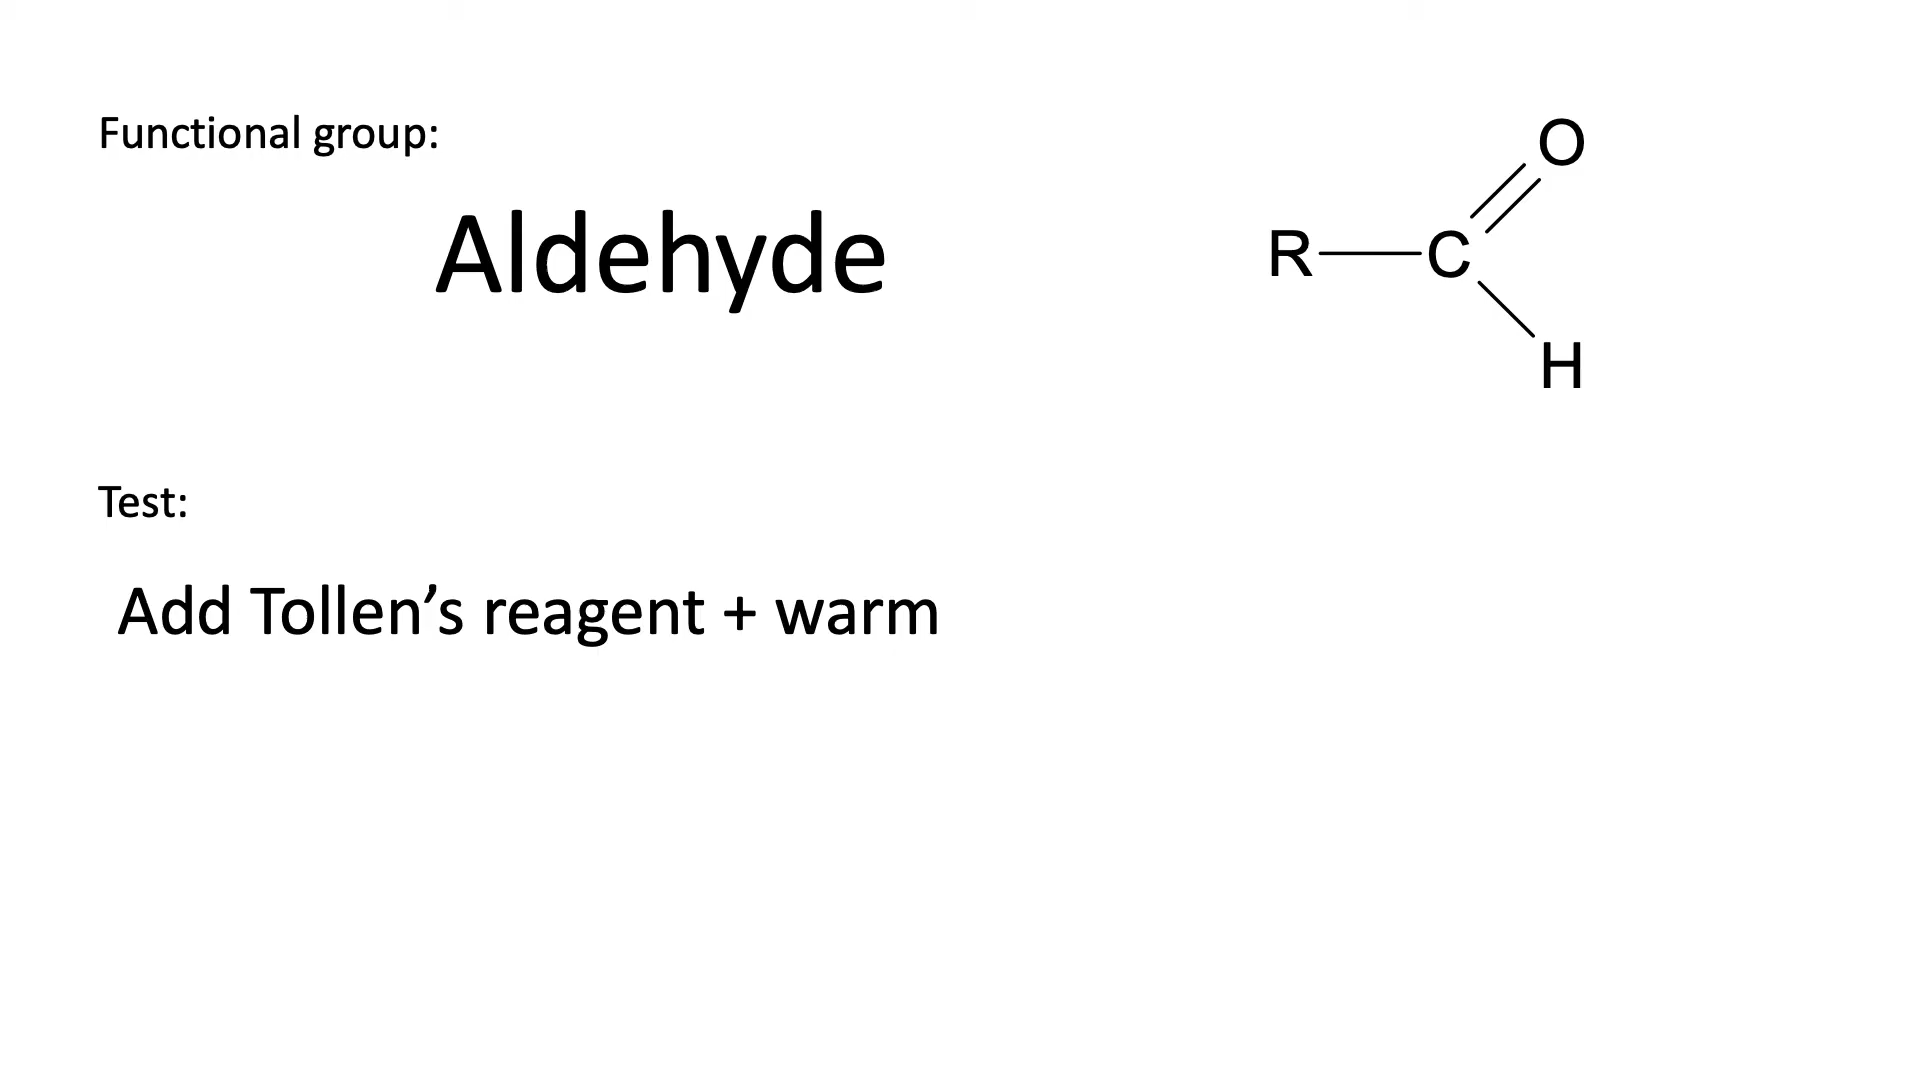 Functional group:
Aldehyde
O
R
C
H
Test:
Add Tollen’s reagent + warm